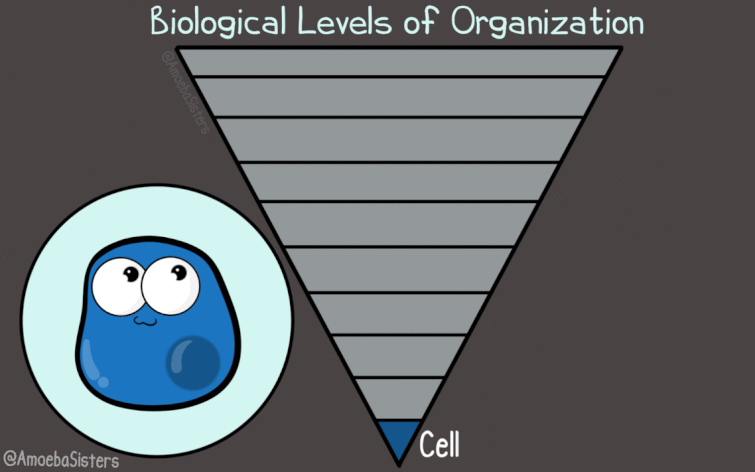 Biological Levels of Organization
@AmoebaSisters
Cell
@AmoebaSisters